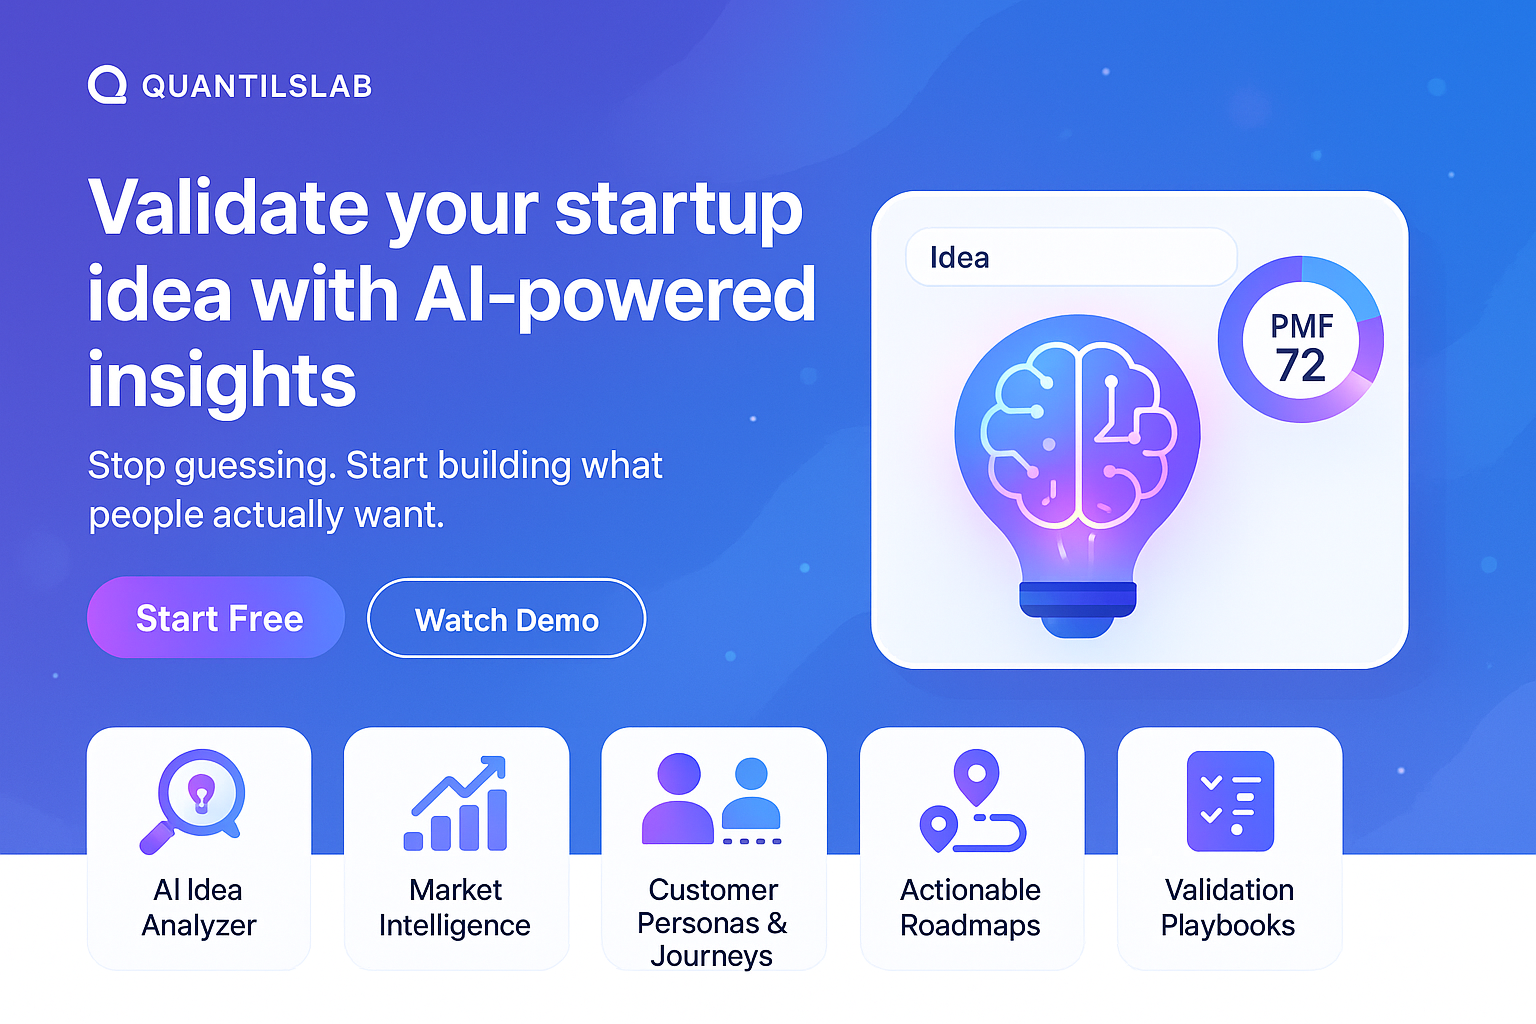 QUANTILSLAB
Validate your startup
idea with AI-powered
insights
Stop guessing. Start building what
people actually want.
Start Free
Watch Demo
Idea
PMF
72
AI Idea
Analyzer
Market
Intelligence
Customer
Personas &
Journeys
Actionable
Roadmaps
Validation
Playbooks